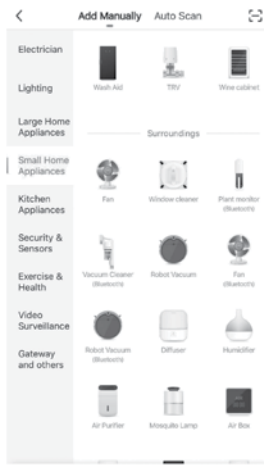 Add Manually Auto Scan
Electrician
Lighting
Large Home
Appliances
Small Home
Appliances
Kitchen
Appliances
Security &
Sensors
Exercise &
Health
Video
Surveillance
Gateway
and others
Wash Aid TRV Wine cabinet
Surroundings
Fan Window cleaner Plant monitor
(Bluetooth)
Vacuum Cleaner Robot Vacuum Fan
(Bluetooth) (Bluetooth)
Robot Vacuum Diffuser Humidifier
(Bluetooth)
Air Purifier Mosquito Lamp Air Box